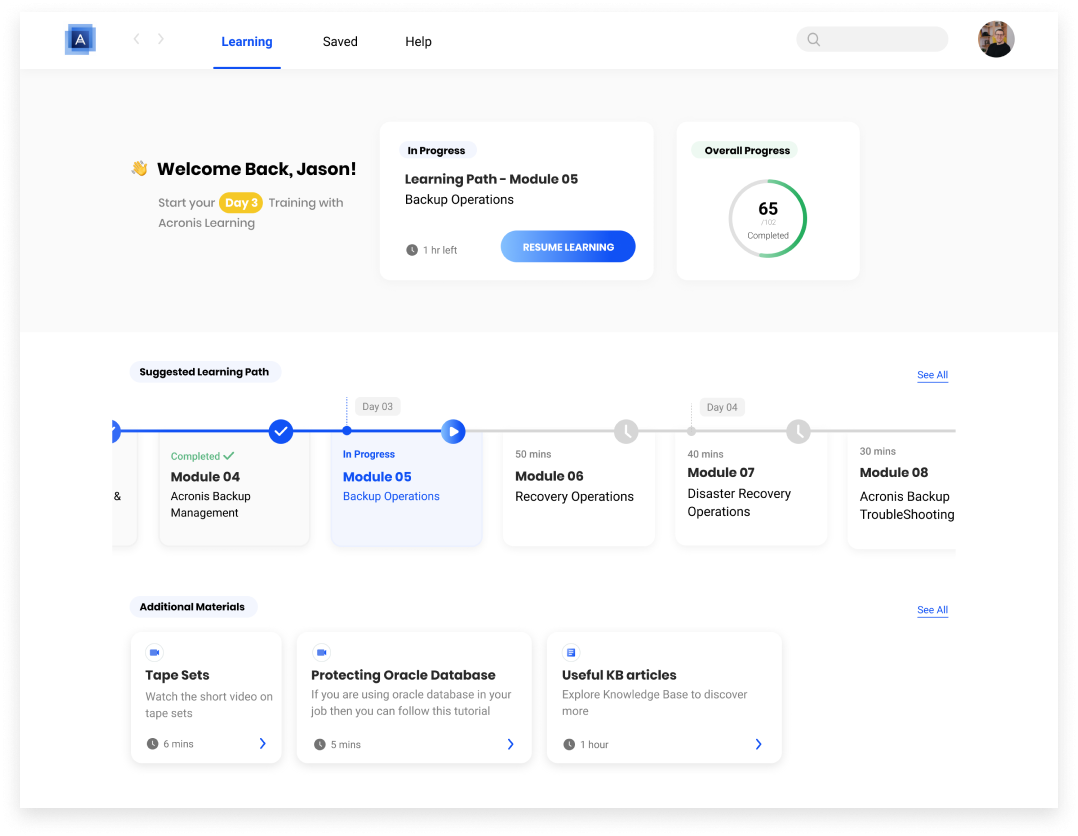 A
Learning
Saved
Help
👋 Welcome Back, Jason!
Start your Day 3 Training with
Acronis Learning
In Progress
Learning Path - Module 05
Backup Operations
1 hr left
RESUME LEARNING
Overall Progress
65
/102
Completed
Suggested Learning Path
See All
Day 03
Day 04
&
Completed
Module 04
Acronis Backup
Management
In Progress
Module 05
Backup Operations
50 mins
Module 06
Recovery Operations
40 mins
Module 07
Disaster Recovery
Operations
30 mins
Module 08
Acronis Backup
TroubleShooting
Additional Materials
See All
Tape Sets
Watch the short video on
tape sets
6 mins
Protecting Oracle Database
If you are using oracle database in your
job then you can follow this tutorial
5 mins
Useful KB articles
Explore Knowledge Base to discover
more
1 hour